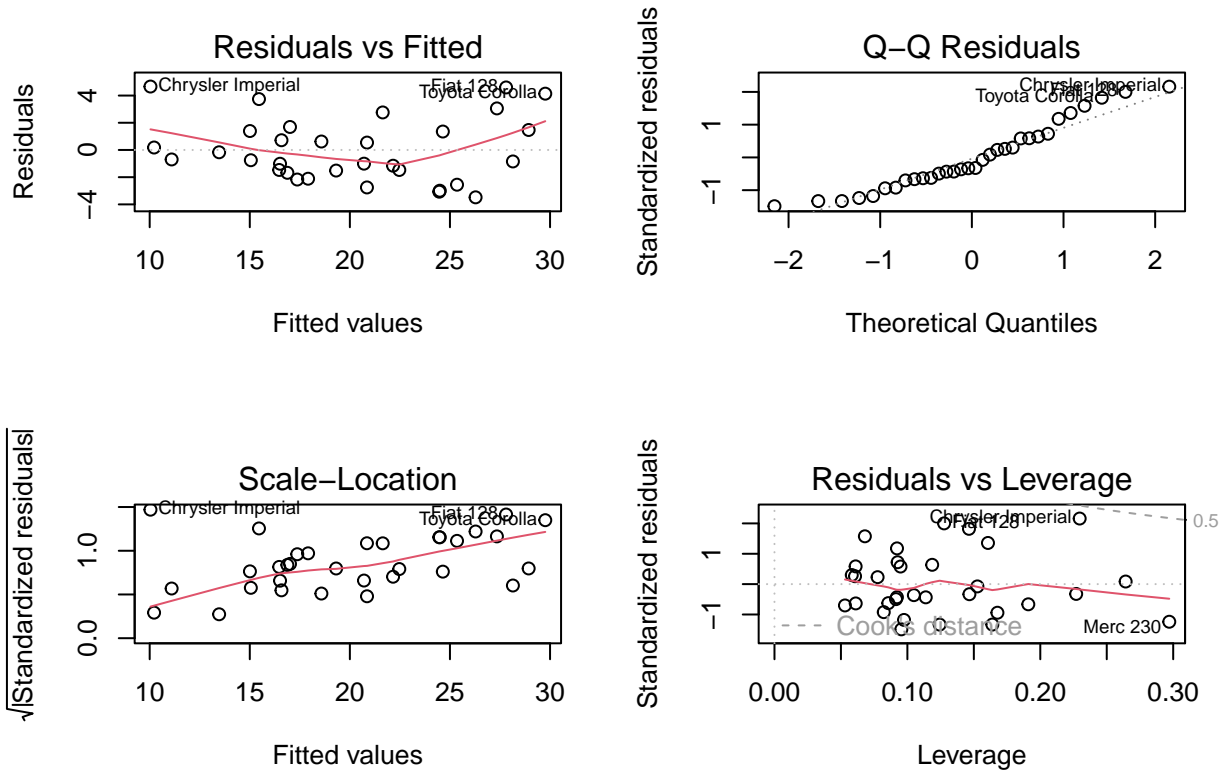 Residuals vs Fitted
Residuals
4
0
−4
Chrysler Imperial
Fiat 128
Toyota Corolla
10 15 20 25 30
Fitted values
Q−Q Residuals
Standardized residuals
1
−1
Chrysler Imperial
Fiat 128
Toyota Corolla
−2 −1 0 1 2
Theoretical Quantiles
Scale−Location
√|Standardized residuals|
1.0
0.0
Chrysler Imperial
Fiat 128
Toyota Corolla
10 15 20 25 30
Fitted values
Residuals vs Leverage
Standardized residuals
1
−1
Chrysler Imperial
Fiat 128
0.5
Merc 230
Cook's distance
0.00 0.10 0.20 0.30
Leverage